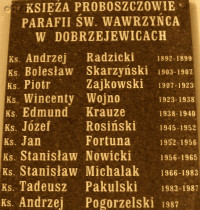 KSIĘŻA PROBOSZCZOWIE
PARAFII ŚW. WAWRZYŃCA
W DOBRZEJEWICACH
Ks. Andrzej Radzicki 1892-1899
Ks. Bolesław Skarzyński 1903-1907
Ks. Piotr Zajkowski 1907-1923
Ks. Wincenty Wojno 1923-1938
Ks. Edmund Krauze 1938-1940
Ks. Józef Rosiński 1945-1952
Ks. Jan Fortuna 1952-1956
Ks. Stanisław Nowicki 1956-1965
Ks. Stanisław Michalak 1966-1983
Ks. Tadeusz Pakulski 1983-1987
Ks. Andrzej Pogorzelski 1987